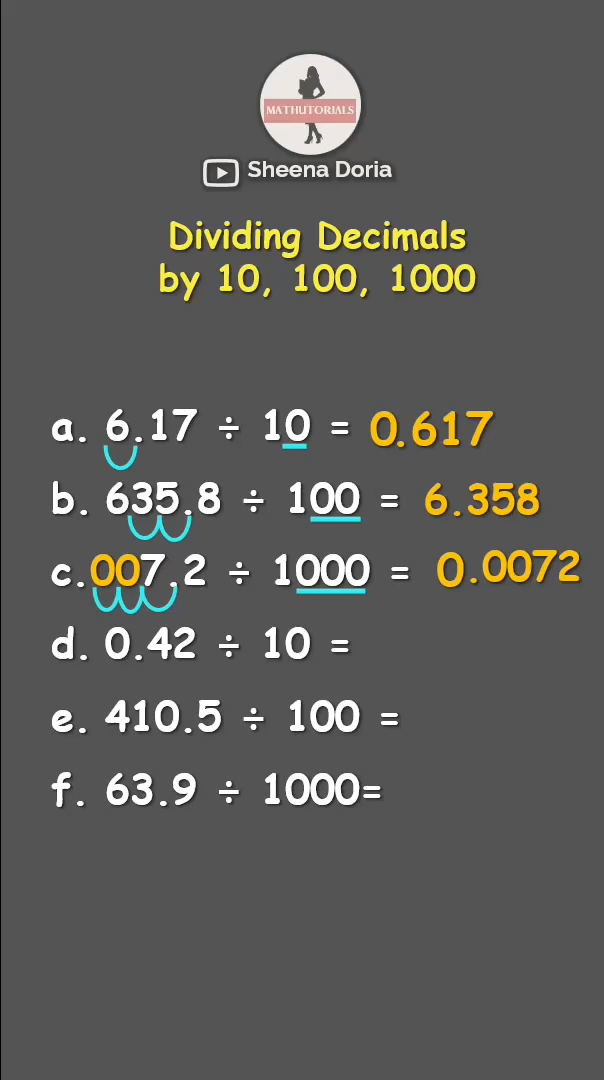 MATHUTORIALS
Sheena Doria
Dividing Decimals
by 10, 100, 1000
a. 6.17 ÷ 10 = 0.617
b. 635.8 ÷ 100 = 6.358
c. 007.2 ÷ 1000 = 0.0072
d. 0.42 ÷ 10 =
e. 410.5 ÷ 100 =
f. 63.9 ÷ 1000=